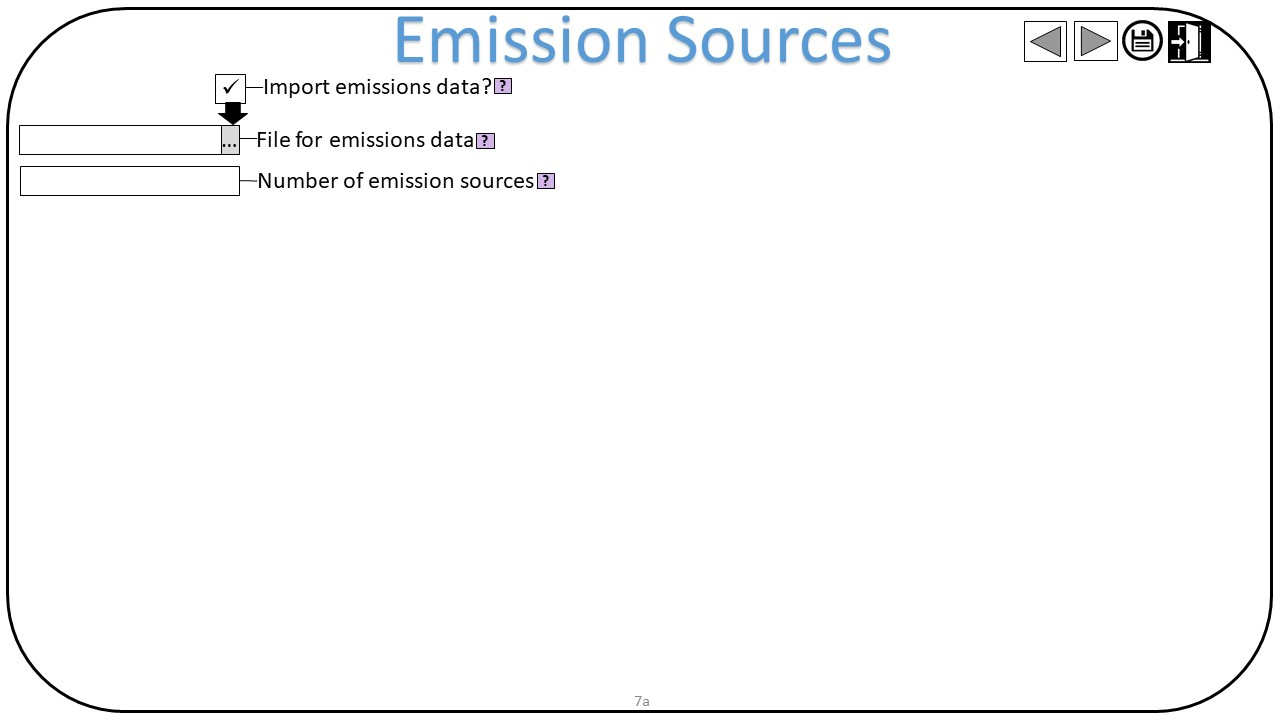 Emission Sources
✓ Import emissions data? ?
... File for emissions data ?
Number of emission sources ?
7a